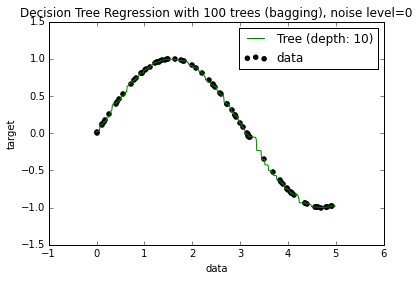 Decision Tree Regression with 100 trees (bagging), noise level=0
1.5
1.0
0.5
0.0
−0.5
−1.0
−1.5
target
Tree (depth: 10)
data
−1 0 1 2 3 4 5 6
data